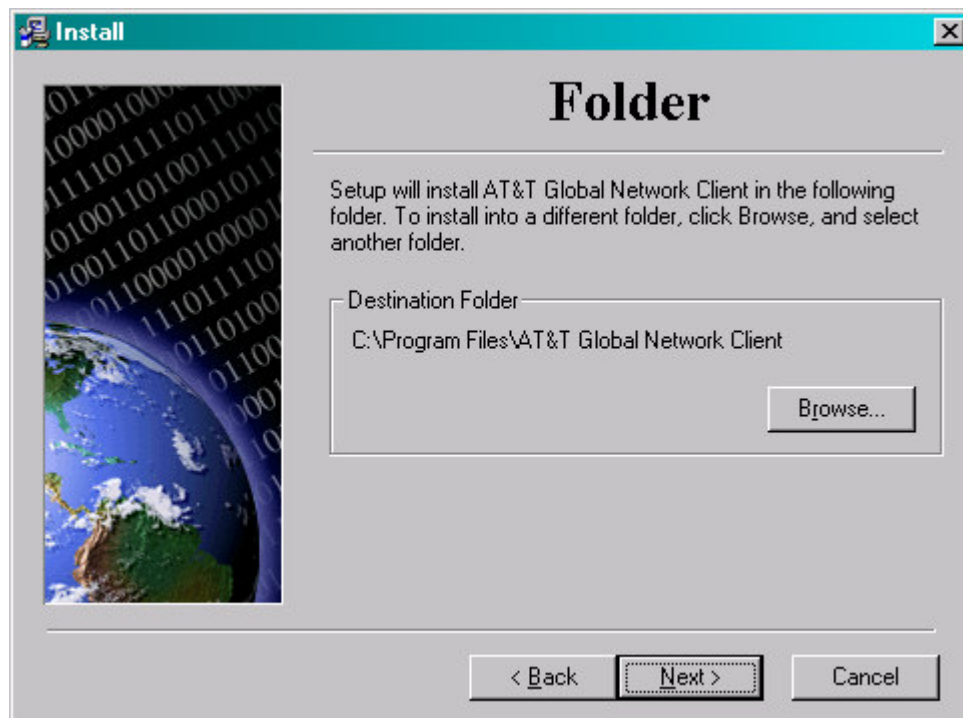 Install
Folder
Setup will install AT&T Global Network Client in the following
folder. To install into a different folder, click Browse, and select
another folder.
Destination Folder
C:\Program Files\AT&T Global Network Client
Browse...
< Back
Next >
Cancel